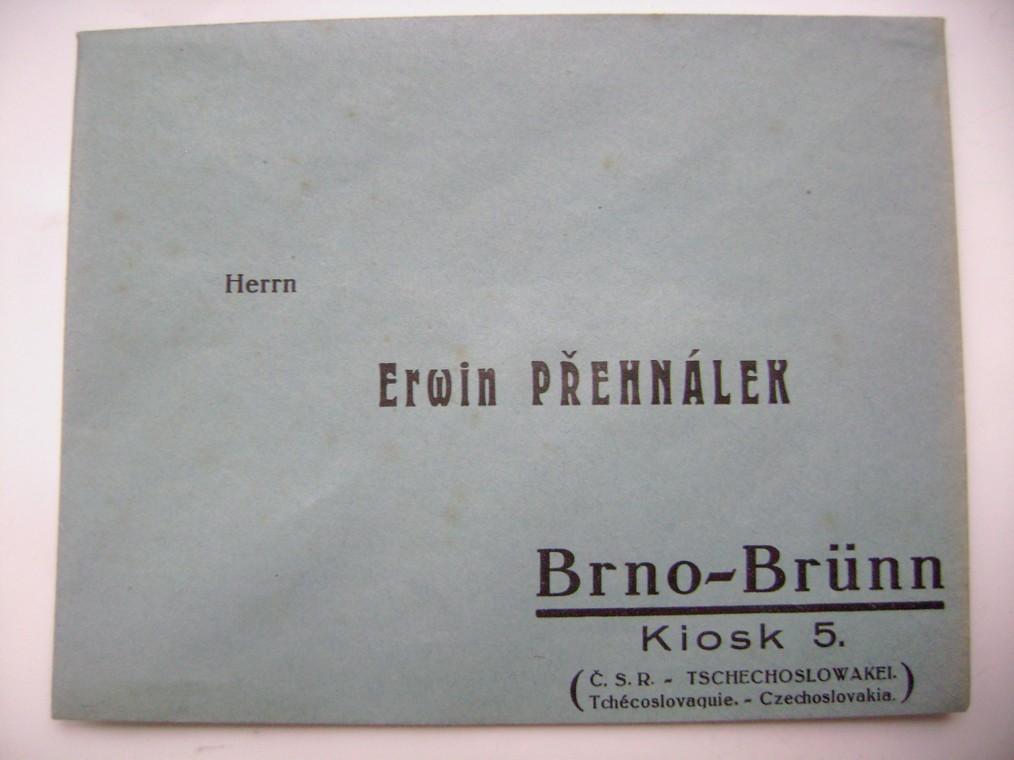 Herrn
Erwin PŘEHNÁLEK
Brno-Brünn
Kiosk 5.
(Č. S. R. - TSCHECHOSLOWAKEI.
Tchécoslovaquie. - Czechoslovakia.)